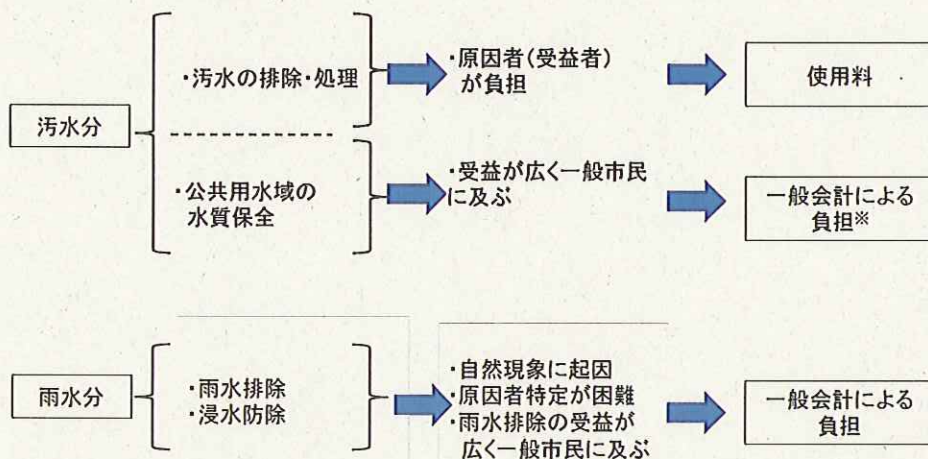 汚水分
・汚水の排除・処理
・原因者(受益者)
が負担
使用料
・公共用水域の
水質保全
・受益が広く一般市民
に及ぶ
一般会計による
負担※
雨水分
・雨水排除
・浸水防除
・自然現象に起因
・原因者特定が困難
・雨水排除の受益が
広く一般市民に及ぶ
一般会計による
負担